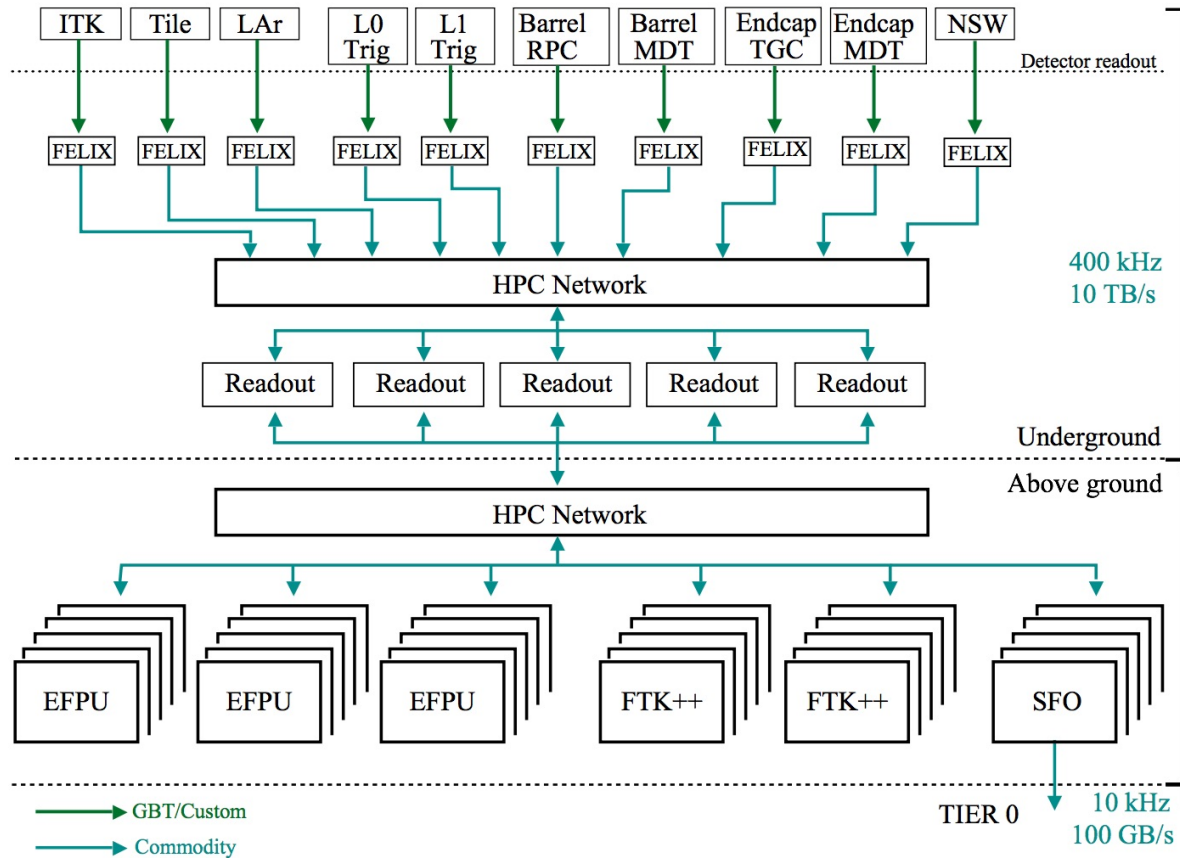 ITK
Tile
LAr
L0
Trig
L1
Trig
Barrel
RPC
Barrel
MDT
Endcap
TGC
Endcap
MDT
NSW
Detector readout
FELIX
FELIX
FELIX
FELIX
FELIX
FELIX
FELIX
FELIX
FELIX
FELIX
HPC Network
400 kHz
10 TB/s
Readout
Readout
Readout
Readout
Readout
Underground
Above ground
HPC Network
EFPU
EFPU
EFPU
FTK++
FTK++
SFO
GBT/Custom
Commodity
TIER 0
10 kHz
100 GB/s